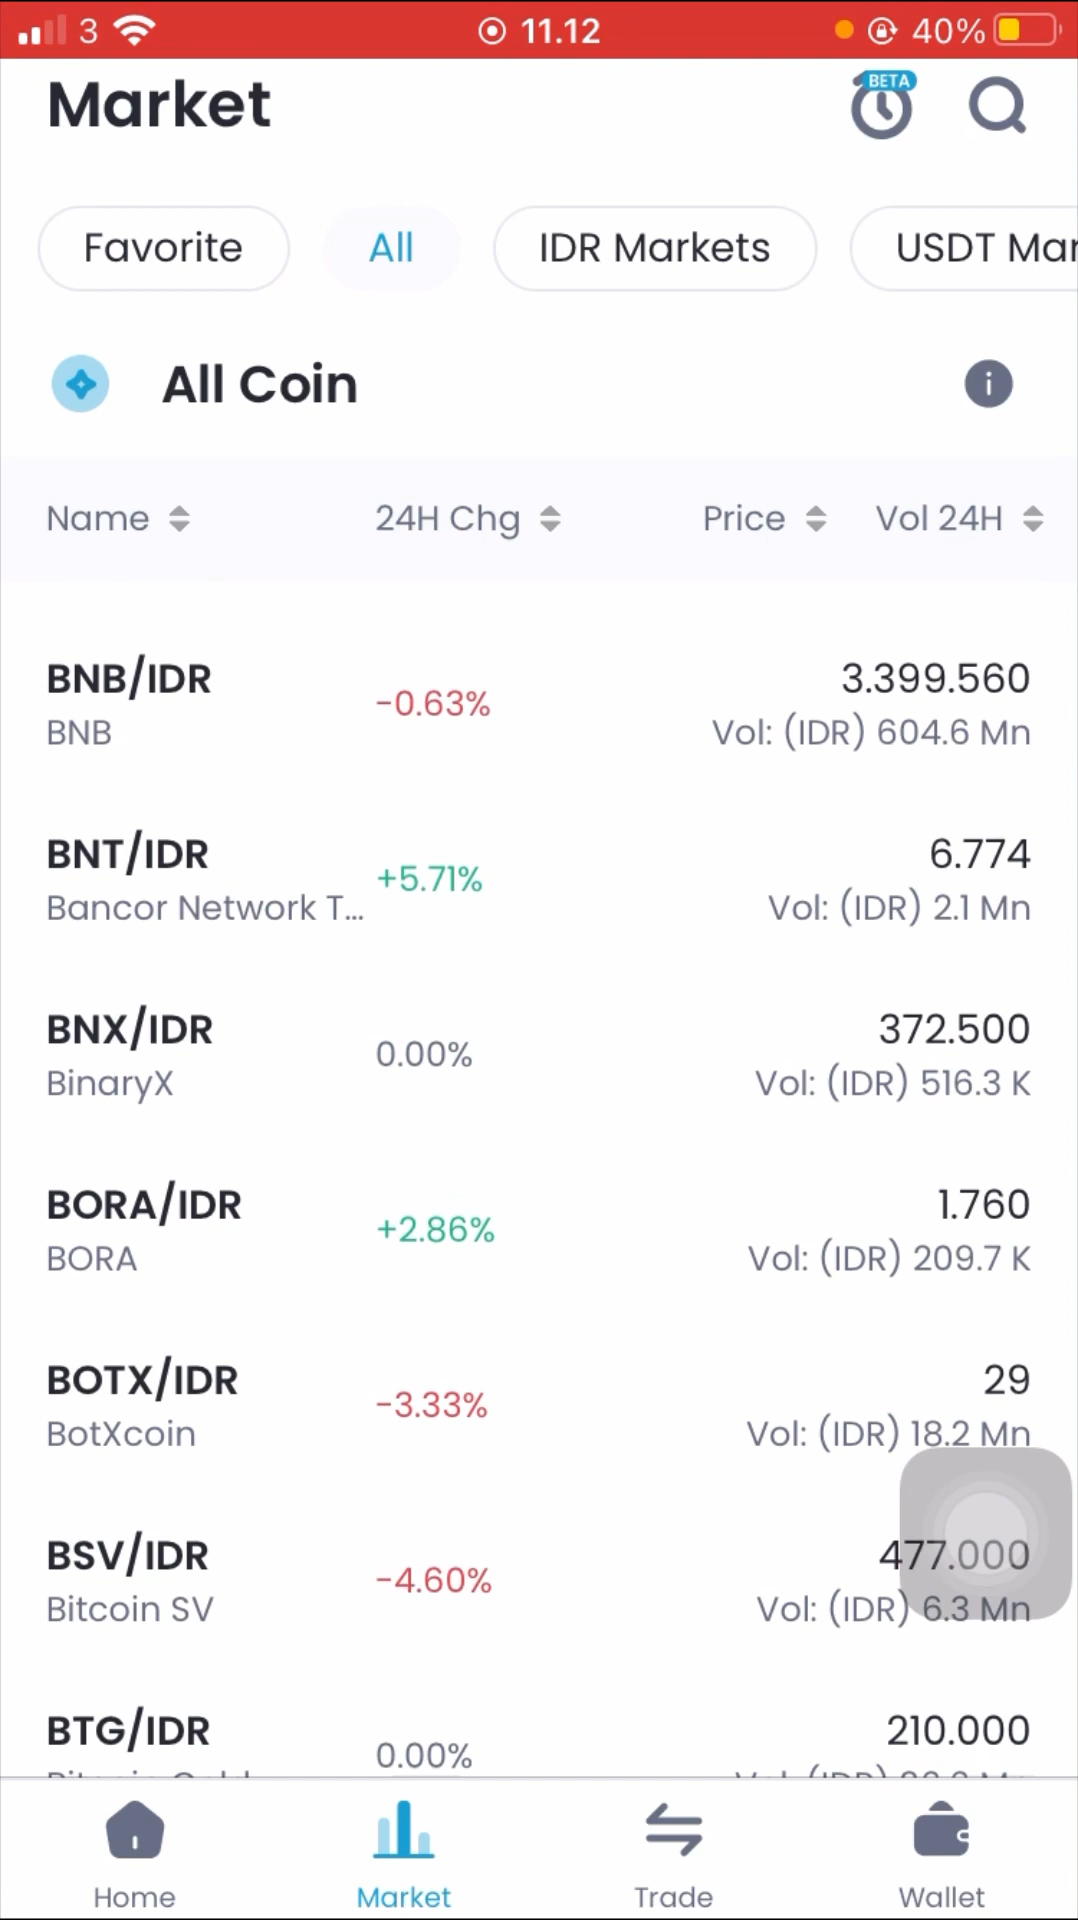 3 11.12 40%
Market
BETA
Favorite All IDR Markets USDT Mar
All Coin
Name 24H Chg Price Vol 24H
BNB/IDR 3.399.560
-0.63%
BNB Vol: (IDR) 604.6 Mn
BNT/IDR 6.774
+5.71%
Bancor Network T... Vol: (IDR) 2.1 Mn
BNX/IDR 372.500
0.00%
BinaryX Vol: (IDR) 516.3 K
BORA/IDR 1.760
+2.86%
BORA Vol: (IDR) 209.7 K
BOTX/IDR 29
-3.33%
BotXcoin Vol: (IDR) 18.2 Mn
BSV/IDR 477.000
-4.60%
Bitcoin SV Vol: (IDR) 6.3 Mn
BTG/IDR 210.000
0.00%
Home Market Trade Wallet